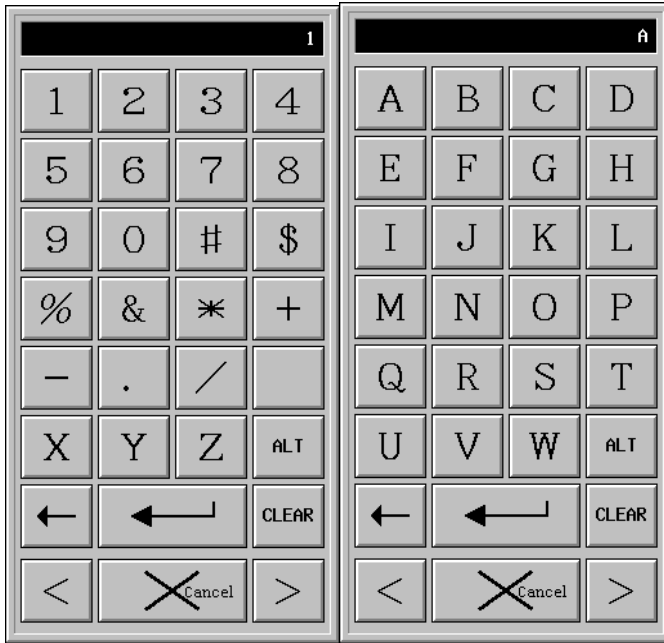 1
1 2 3 4
5 6 7 8
9 0 # $
% & * +
- . /
X Y Z ALT
← ↵ CLEAR
< Cancel >
A
A B C D
E F G H
I J K L
M N O P
Q R S T
U V W ALT
← ↵ CLEAR
< Cancel >